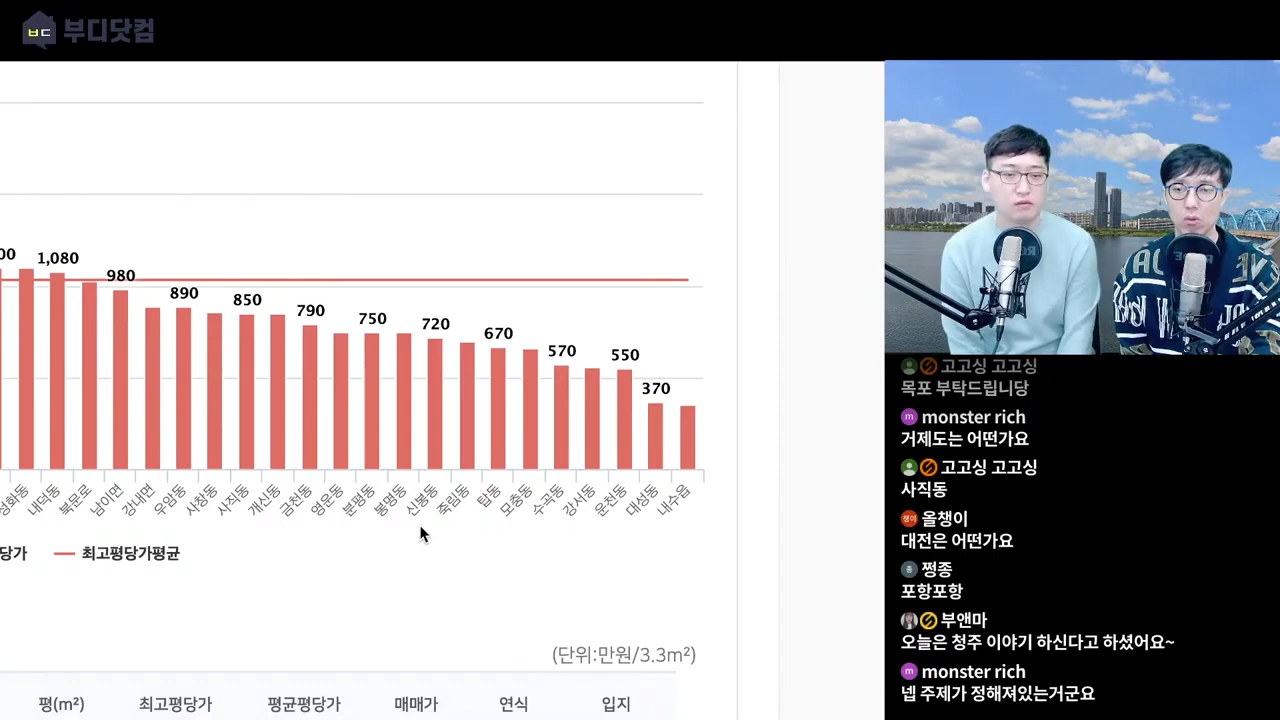 ㅂㄷ 부디닷컴
00
1,080
980
890
850
790
750
720
670
570
550
370
성화동 내덕동 북문로 남이면 강내면 우암동 사창동 사직동 개신동 금천동 영운동 분평동 봉명동 신봉동 죽림동 탑동 모충동 수곡동 강서동 운천동 대성동 내수읍
당가 최고평당가평균
(단위:만원/3.3m²)
평(m²) 최고평당가 평균평당가 매매가 연식 입지
고고싱 고고싱
목포 부탁드립니당
m monster rich
거제도는 어떤가요
고고싱 고고싱
사직동
챙이 올챙이
대전은 어떤가요
종 쩡종
포항포항
부앤마
오늘은 청주 이야기 하신다고 하셨어요~
m monster rich
넵 주제가 정해져있는거군요